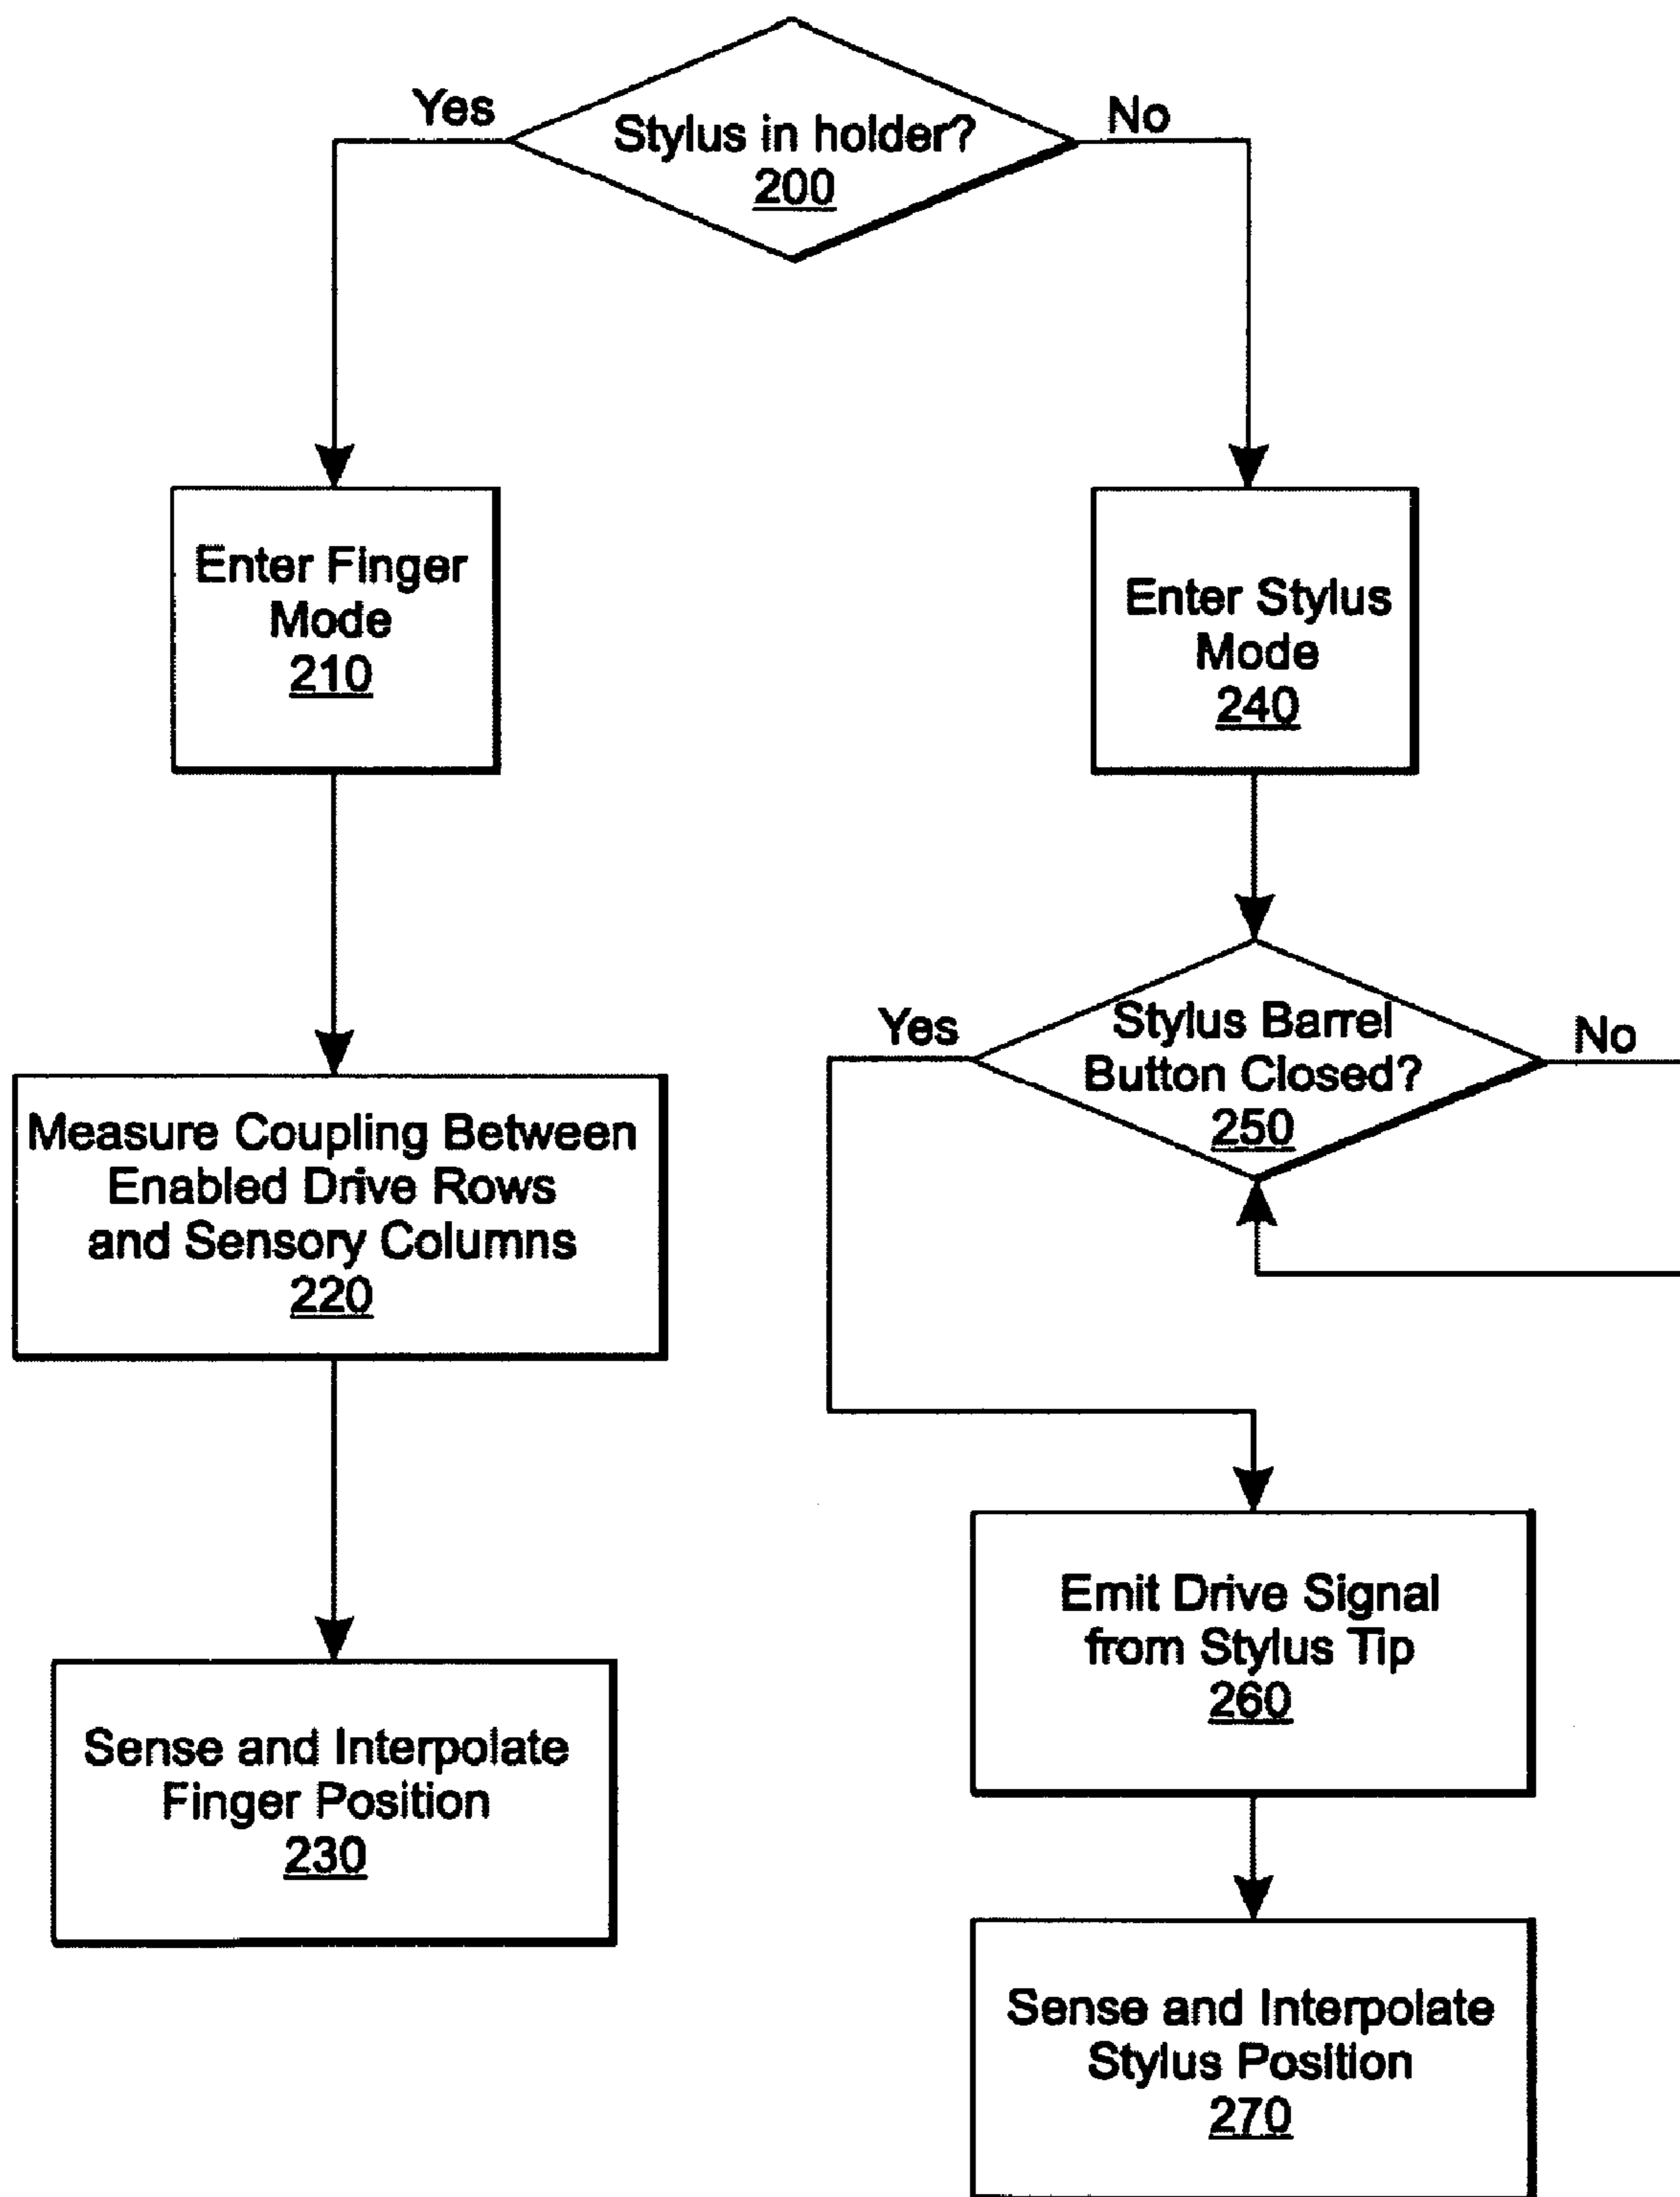 Yes
No
Stylus in holder?
200
Enter Finger
Mode
210
Enter Stylus
Mode
240
Measure Coupling Between
Enabled Drive Rows
and Sensory Columns
220
Yes
No
Stylus Barrel
Button Closed?
250
Sense and Interpolate
Finger Position
230
Emit Drive Signal
from Stylus Tip
260
Sense and Interpolate
Stylus Position
270